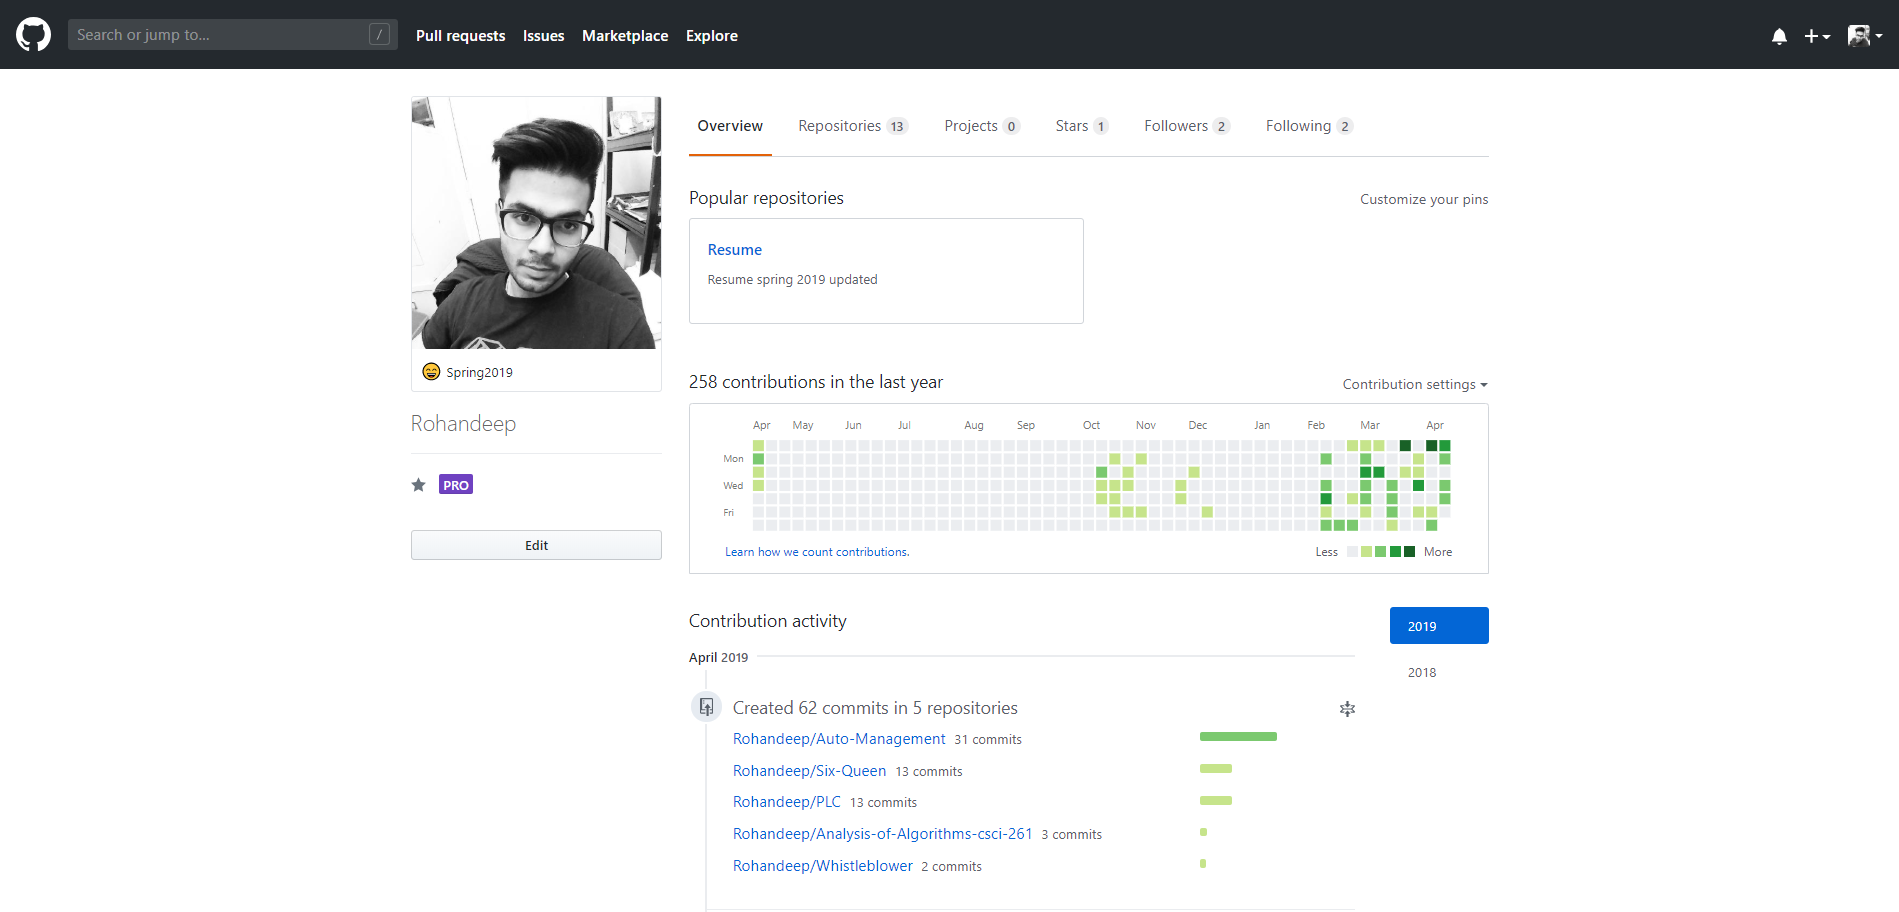 Search or jump to... / Pull requests Issues Marketplace Explore
Overview Repositories 13 Projects 0 Stars 1 Followers 2 Following 2
Popular repositories Customize your pins
Resume
Resume spring 2019 updated
Spring2019
Rohandeep
PRO
Edit
258 contributions in the last year Contribution settings
Apr May Jun Jul Aug Sep Oct Nov Dec Jan Feb Mar Apr
Mon
Wed
Fri
Learn how we count contributions. Less More
Contribution activity
2019
2018
April 2019
Created 62 commits in 5 repositories
Rohandeep/Auto-Management 31 commits
Rohandeep/Six-Queen 13 commits
Rohandeep/PLC 13 commits
Rohandeep/Analysis-of-Algorithms-csci-261 3 commits
Rohandeep/Whistleblower 2 commits